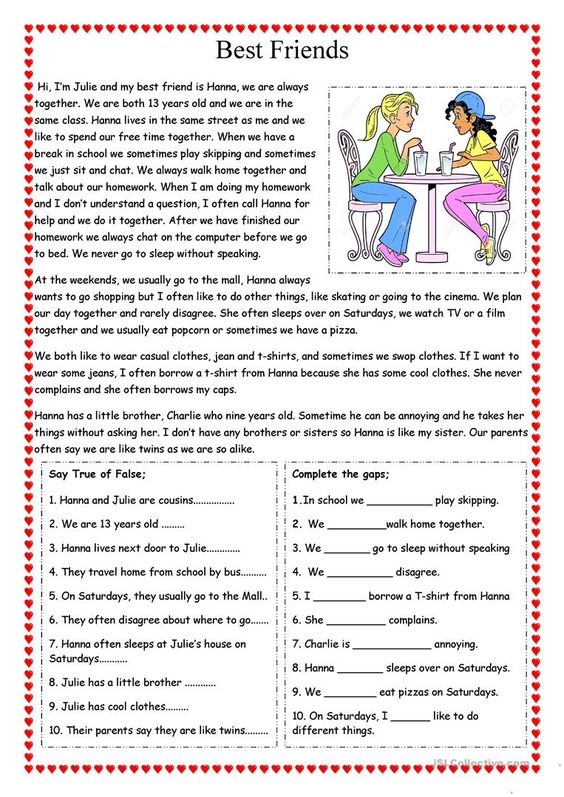 Best Friends
Hi, I'm Julie and my best friend is Hanna, we are always
together. We are both 13 years old and we are in the
same class. Hanna lives in the same street as me and we
like to spend our free time together. When we have a
break in school we sometimes play skipping and sometimes
we just sit and chat. We always walk home together and
talk about our homework. When I am doing my homework
and I don't understand a question, I often call Hanna for
help and we do it together. After we have finished our
homework we always chat on the computer before we go
to bed. We never go to sleep without speaking.
At the weekends, we usually go to the mall, Hanna always
wants to go shopping but I often like to do other things, like skating or going to the cinema. We plan
our day together and rarely disagree. She often sleeps over on Saturdays, we watch TV or a film
together and we usually eat popcorn or sometimes we have a pizza.
We both like to wear casual clothes, jean and t-shirts, and sometimes we swop clothes. If I want to
wear some jeans, I often borrow a t-shirt from Hanna because she has some cool clothes. She never
complains and she often borrows my caps.
Hanna has a little brother, Charlie who nine years old. Sometime he can be annoying and he takes her
things without asking her. I don't have any brothers or sisters so Hanna is like my sister. Our parents
often say we are like twins as we are so alike.
Say True of False;
1. Hanna and Julie are cousins................
2. We are 13 years old .........
3. Hanna lives next door to Julie.............
4. They travel home from school by bus..........
5. On Saturdays, they usually go to the Mall..
6. They often disagree about where to go.......
7. Hanna often sleeps at Julie's house on
Saturdays...........
8. Julie has a little brother ............
9. Julie has cool clothes.........
10. Their parents say they are like twins.........
Complete the gaps;
1.In school we __________ play skipping.
2. We _________walk home together.
3. We _______ go to sleep without speaking
4. We __________ disagree.
5. I ________ borrow a T-shirt from Hanna
6. She _________ complains.
7. Charlie is ____________ annoying.
8. Hanna _______ sleeps over on Saturdays.
9. We ________ eat pizzas on Saturdays.
10. On Saturdays, I ______ like to do
different things.
iSLCollective.com